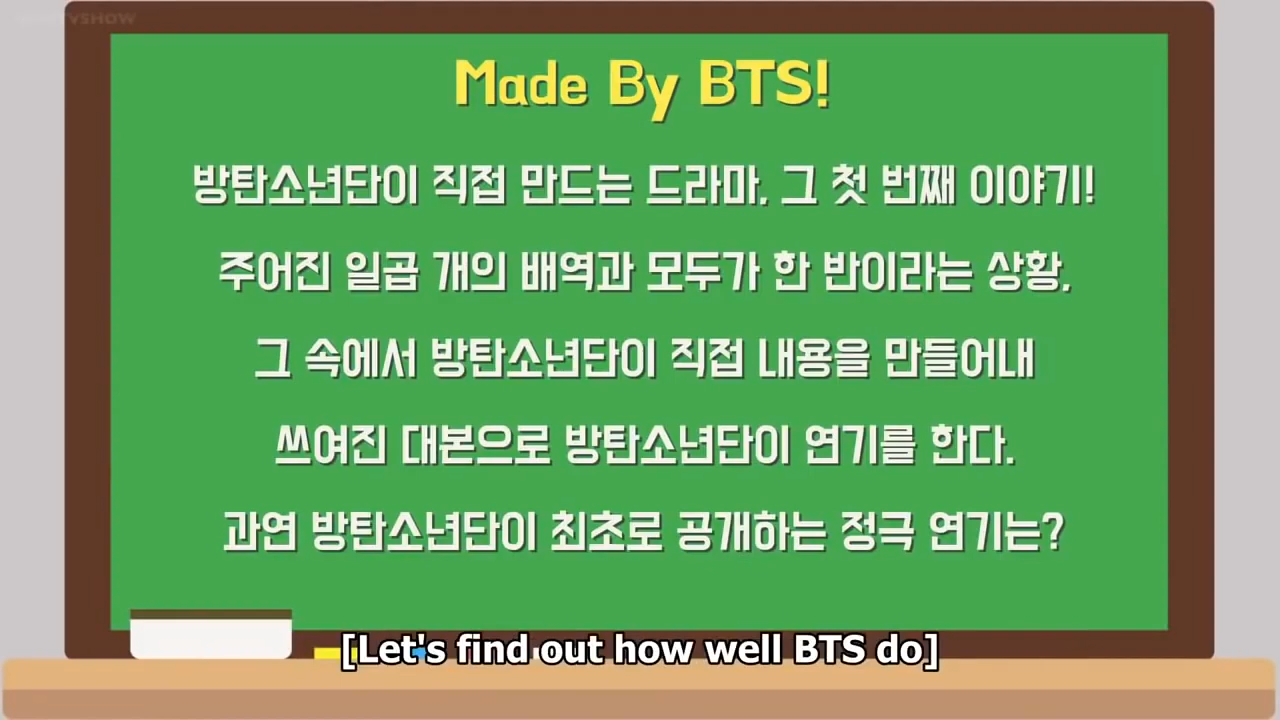 Made By BTS!
방탄소년단이 직접 만드는 드라마, 그 첫 번째 이야기!
주어진 일곱 개의 배역과 모두가 한 반이라는 상황,
그 속에서 방탄소년단이 직접 내용을 만들어내
쓰여진 대본으로 방탄소년단이 연기를 한다.
과연 방탄소년단이 최초로 공개하는 정극 연기는?
[Let's find out how well BTS do]